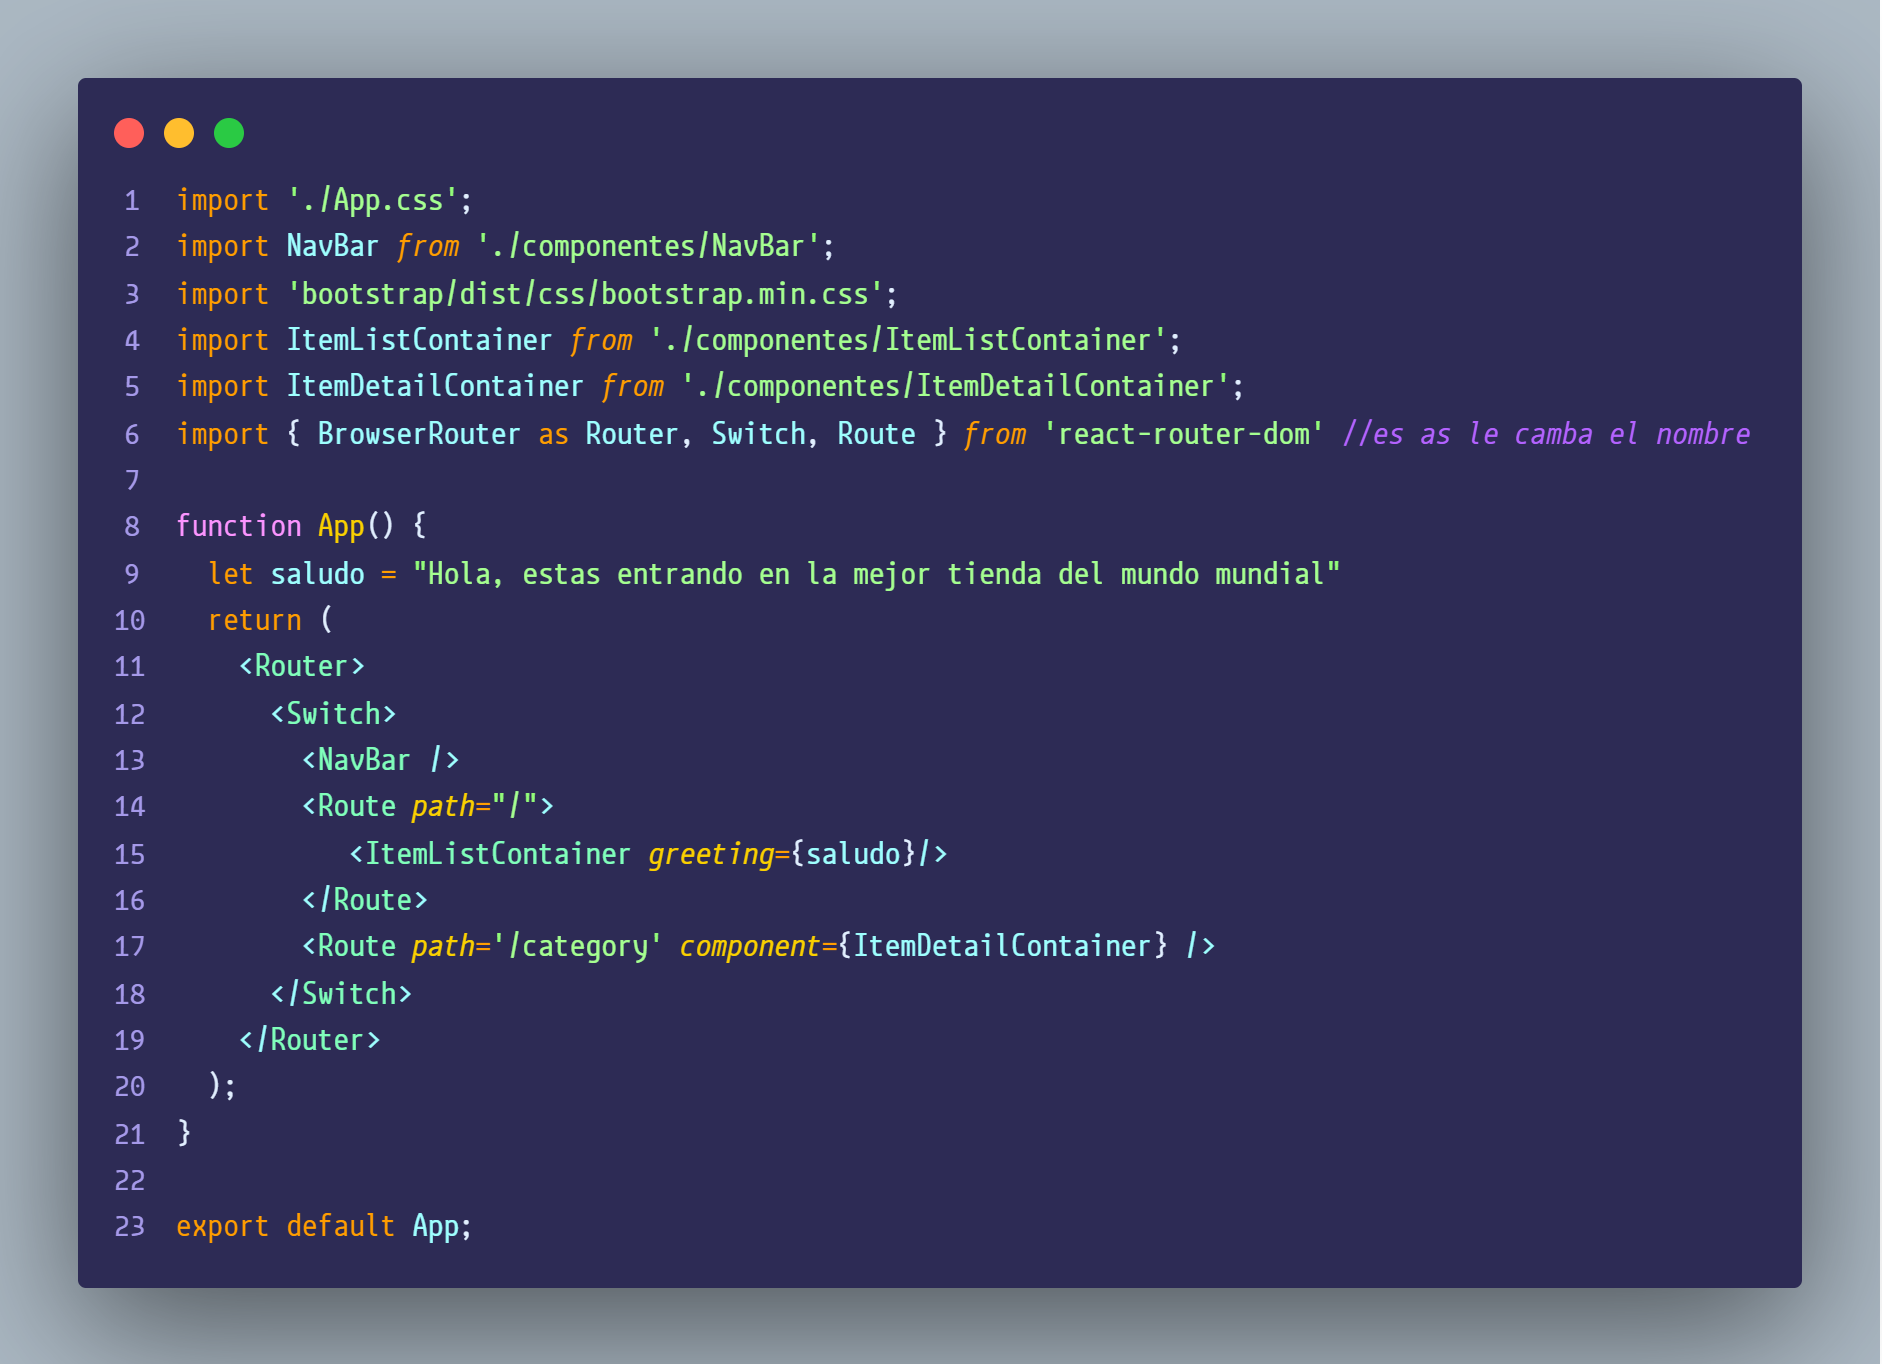 1 import './App.css';
2 import NavBar from './componentes/NavBar';
3 import 'bootstrap/dist/css/bootstrap.min.css';
4 import ItemListContainer from './componentes/ItemListContainer';
5 import ItemDetailContainer from './componentes/ItemDetailContainer';
6 import { BrowserRouter as Router, Switch, Route } from 'react-router-dom' //es as le camba el nombre
7
8 function App() {
9   let saludo = "Hola, estas entrando en la mejor tienda del mundo mundial"
10   return (
11     <Router>
12       <Switch>
13         <NavBar />
14         <Route path="/">
15            <ItemListContainer greeting={saludo}/>
16         </Route>
17         <Route path='/category' component={ItemDetailContainer} />
18       </Switch>
19     </Router>
20   );
21 }
22
23 export default App;